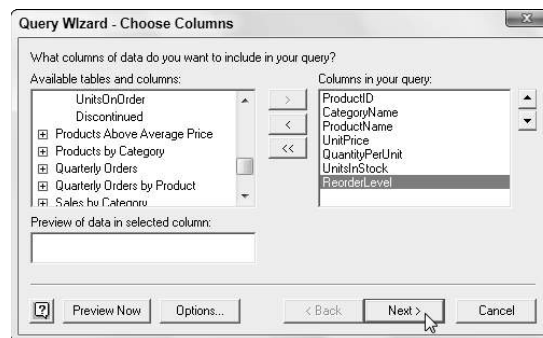 Query Wizard - Choose Columns
x
What columns of data do you want to include in your query?
Available tables and columns:
Columns in your query:
UnitsOnOrder
Discontinued
Products Above Average Price
Products by Category
Quarterly Orders
Quarterly Orders by Product
Sales by Category
>
<
<<
ProductID
CategoryName
ProductName
UnitPrice
QuantityPerUnit
UnitsInStock
ReorderLevel
Preview of data in selected column:
? Preview Now Options... < Back Next > Cancel